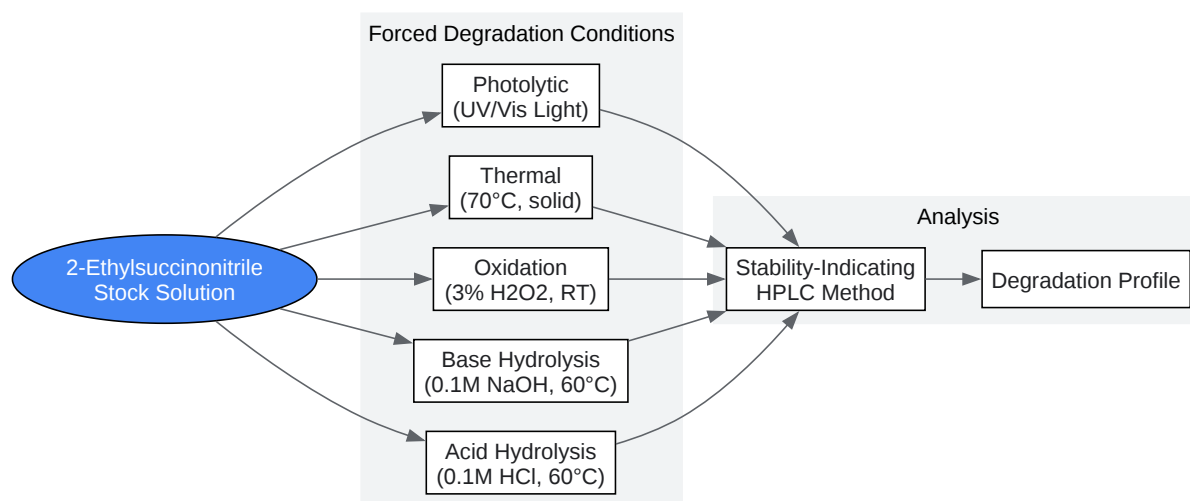 Forced Degradation Conditions
Photolytic
(UV/Vis Light)
Thermal
(70°C, solid)
Analysis
2-Ethylsuccinonitrile
Stock Solution
Oxidation
(3% H2O2, RT)
Stability-Indicating
HPLC Method
Degradation Profile
Base Hydrolysis
(0.1M NaOH, 60°C)
Acid Hydrolysis
(0.1M HCl, 60°C)